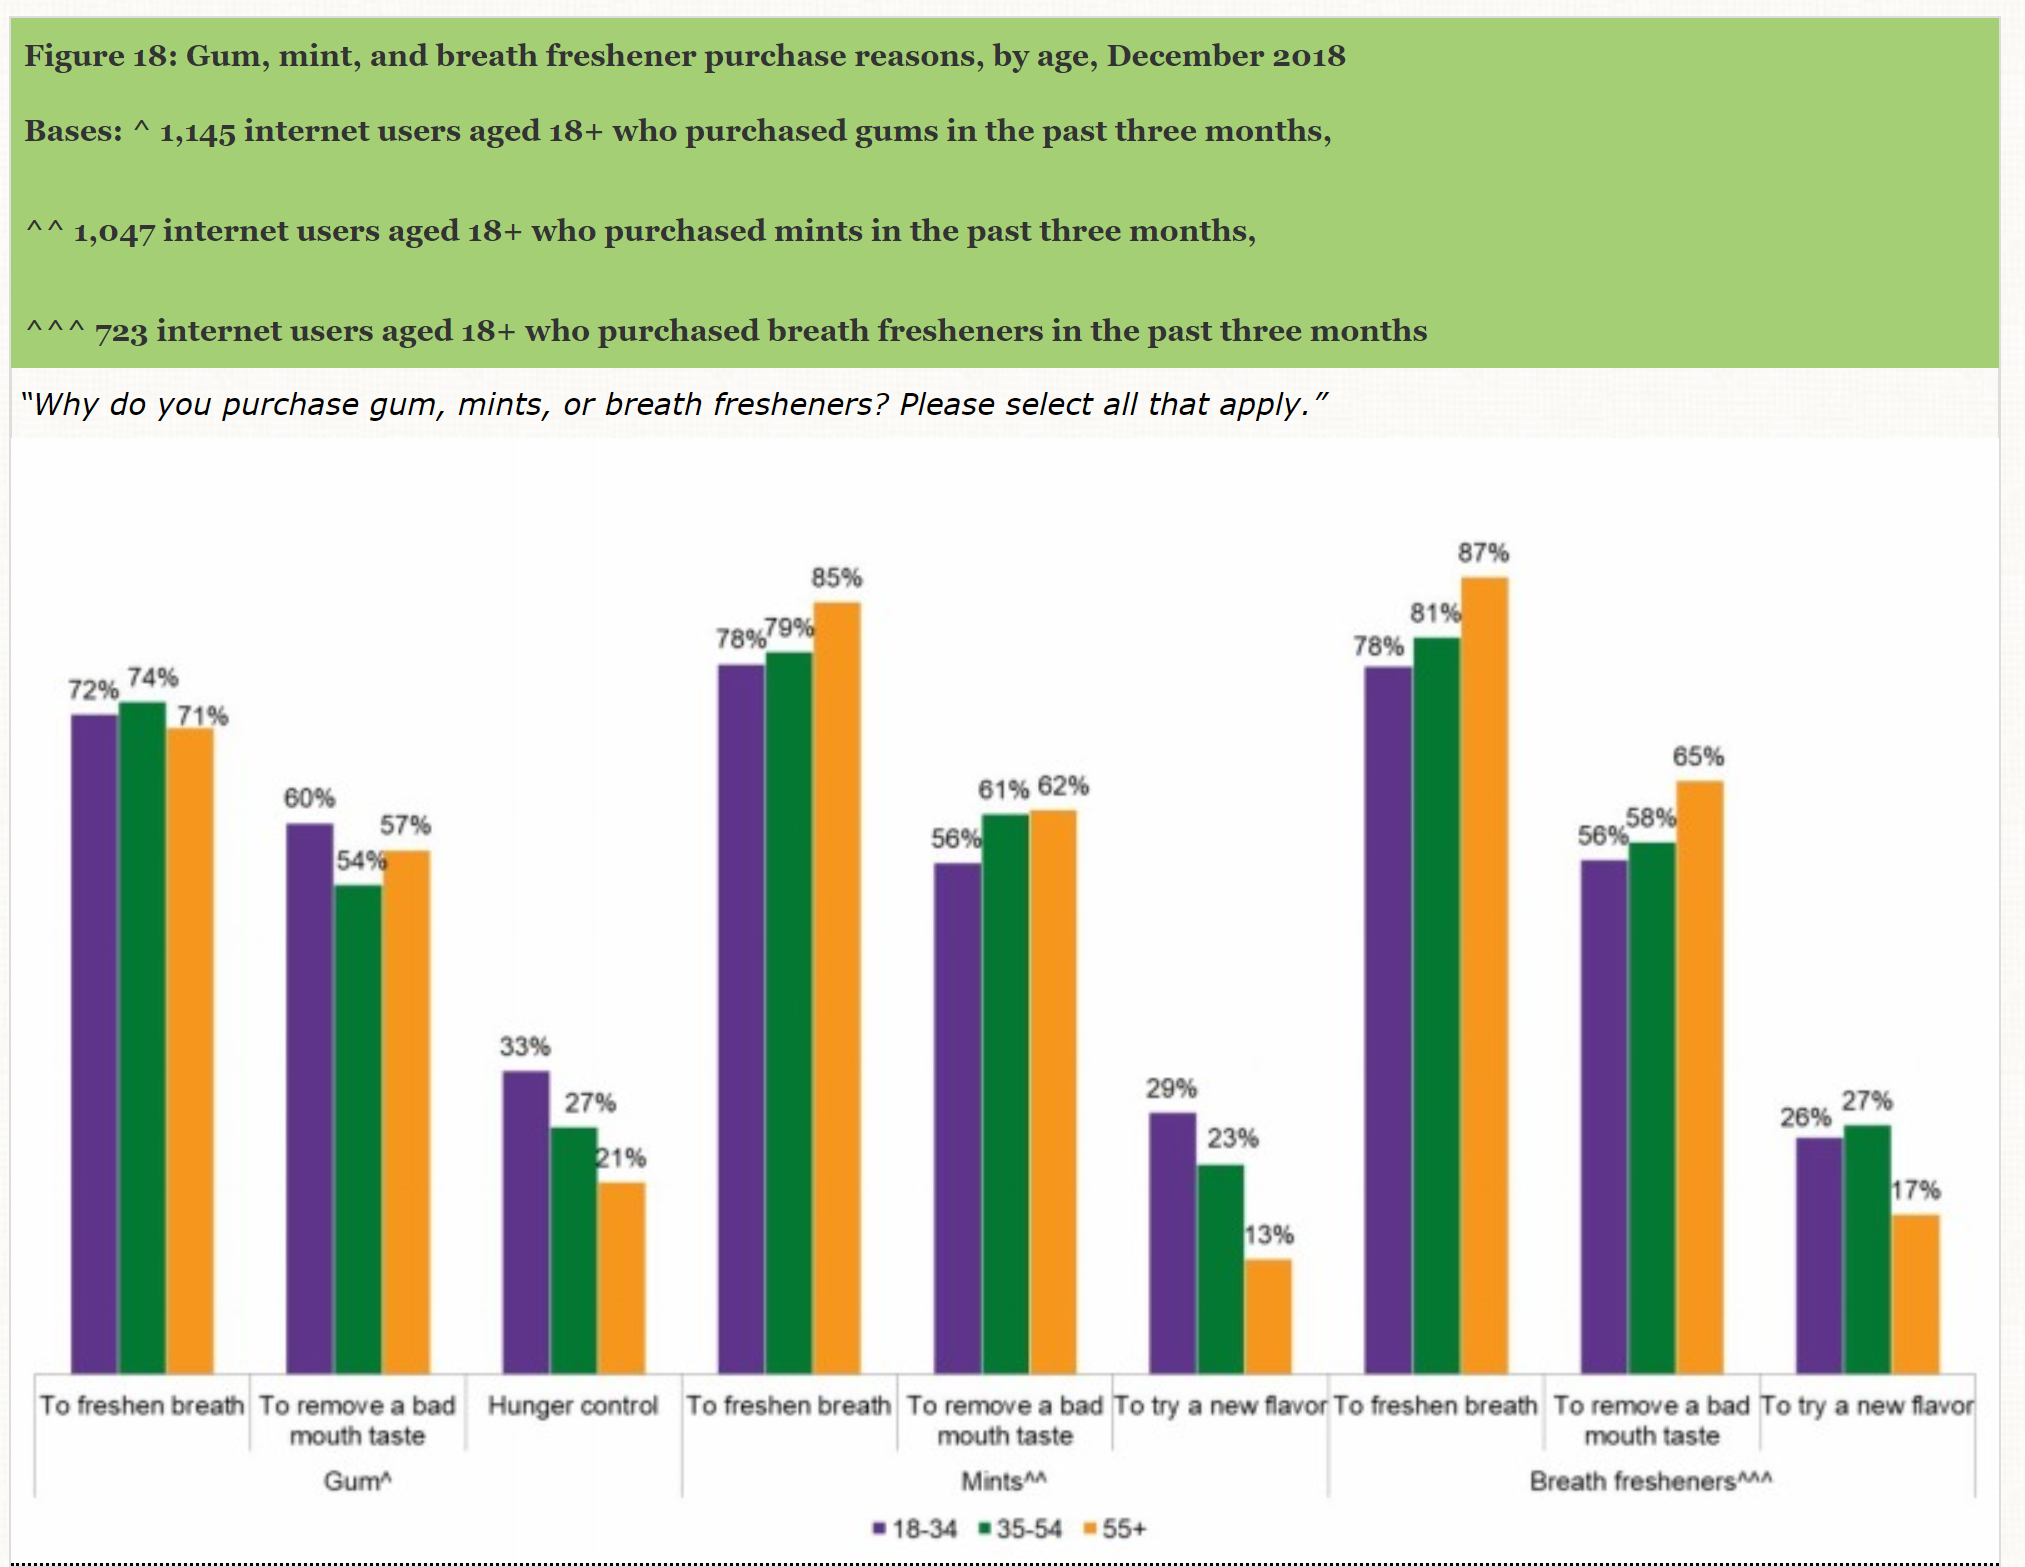 Figure 18: Gum, mint, and breath freshener purchase reasons, by age, December 2018
Bases: ^ 1,145 internet users aged 18+ who purchased gums in the past three months,
^^ 1,047 internet users aged 18+ who purchased mints in the past three months,
^^^ 723 internet users aged 18+ who purchased breath fresheners in the past three months
“Why do you purchase gum, mints, or breath fresheners? Please select all that apply.”
72% 74% 71%
60% 54% 57%
33% 27% 21%
78% 79% 85%
56% 61% 62%
29% 23% 13%
78% 81% 87%
56% 58% 65%
26% 27% 17%
To freshen breath
To remove a bad
mouth taste
Hunger control
To freshen breath
To remove a bad
mouth taste
To try a new flavor
To freshen breath
To remove a bad
mouth taste
To try a new flavor
Gum^
Mints^^
Breath fresheners^^^
18-34 35-54 55+